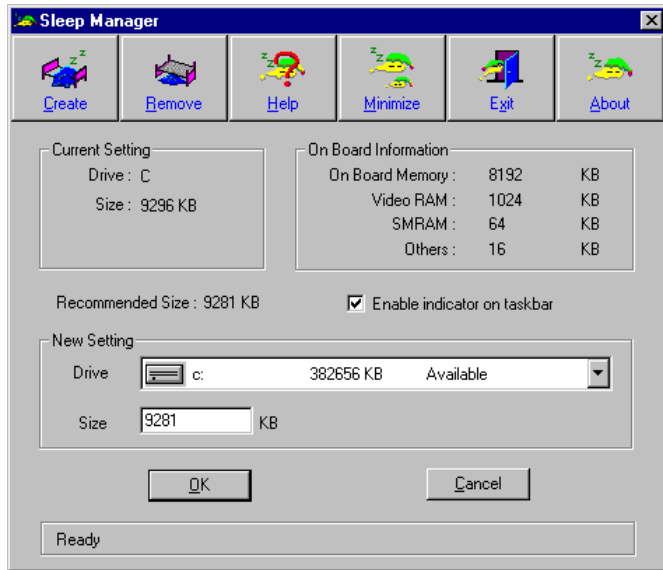 Sleep Manager
Create Remove Help Minimize Exit About
Current Setting
Drive : C
Size : 9296 KB
On Board Information
On Board Memory : 8192 KB
Video RAM : 1024 KB
SMRAM : 64 KB
Others : 16 KB
Recommended Size : 9281 KB
Enable indicator on taskbar
New Setting
Drive c: 382656 KB Available
Size 9281 KB
OK Cancel
Ready